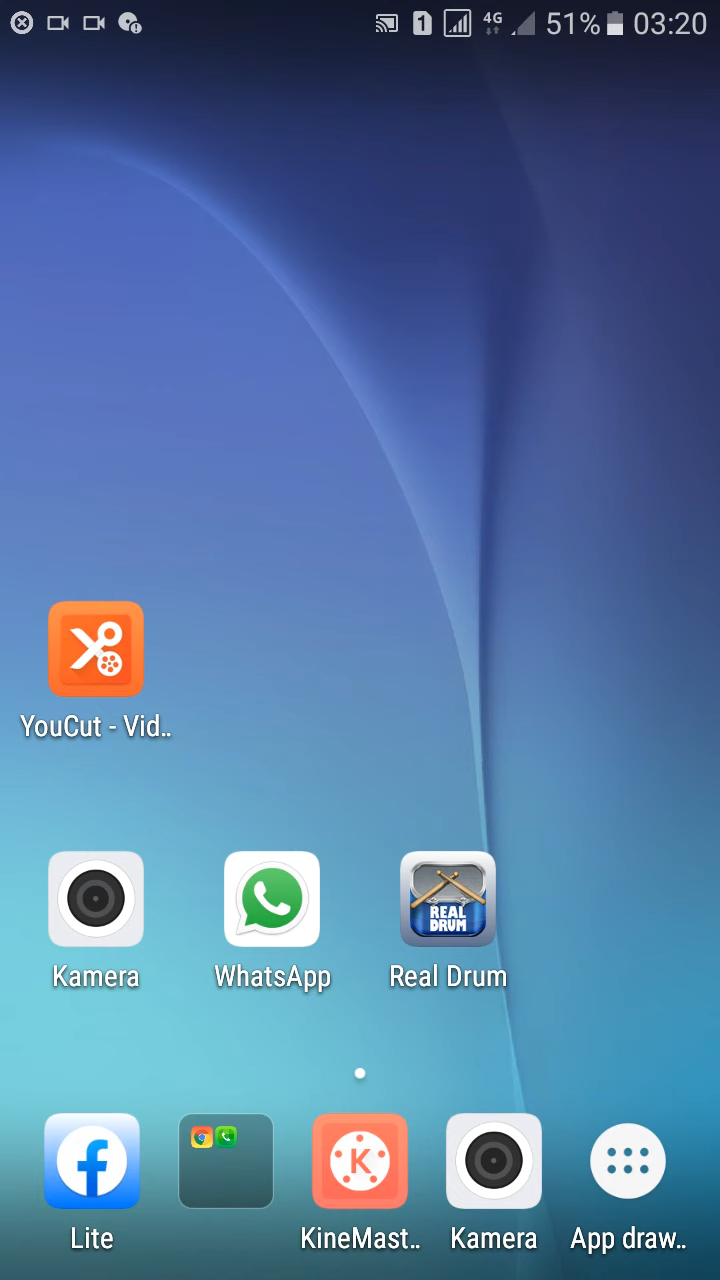 1 4G 51% 03:20
YouCut - Vid..
REAL
DRUM
Kamera WhatsApp Real Drum
K
Lite KineMast.. Kamera App draw..